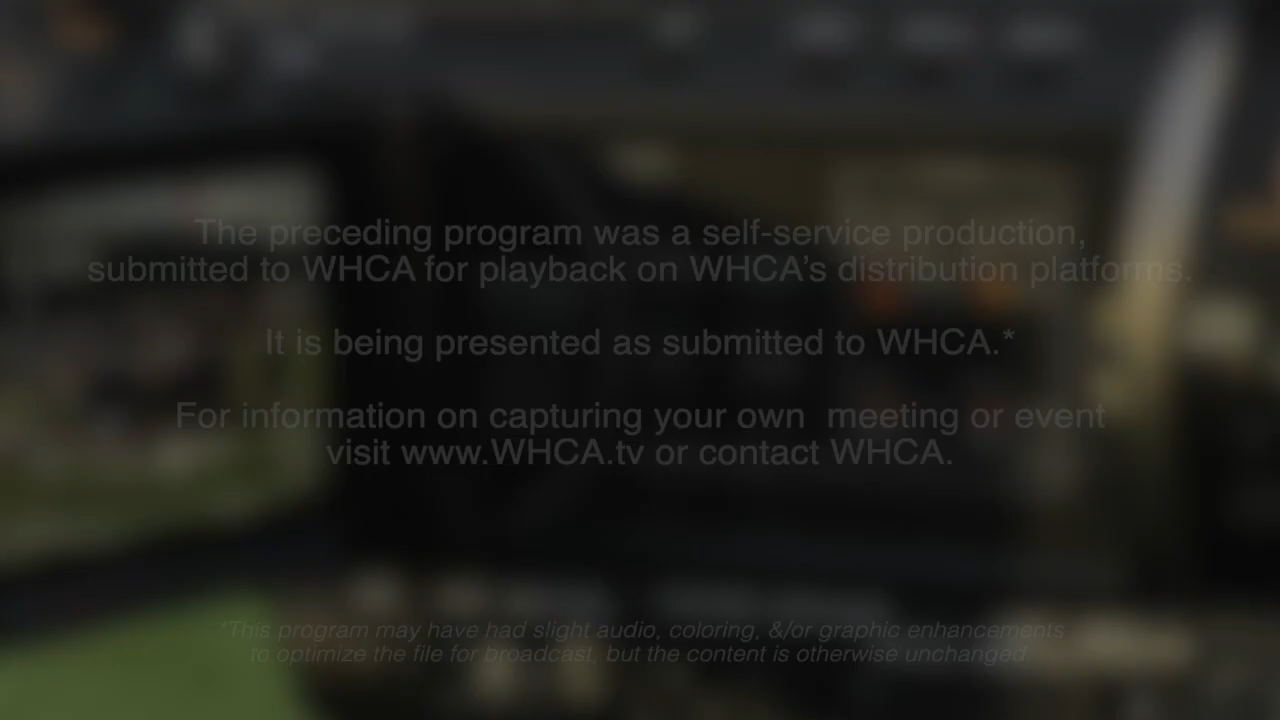 The preceding program was a self-service production,
submitted to WHCA for playback on WHCA’s distribution platforms.
It is being presented as submitted to WHCA.*
For information on capturing your own  meeting or event
visit www.WHCA.tv or contact WHCA.
*This program may have had slight audio, coloring, &/or graphic enhancements
to optimize the file for broadcast, but the content is otherwise unchanged